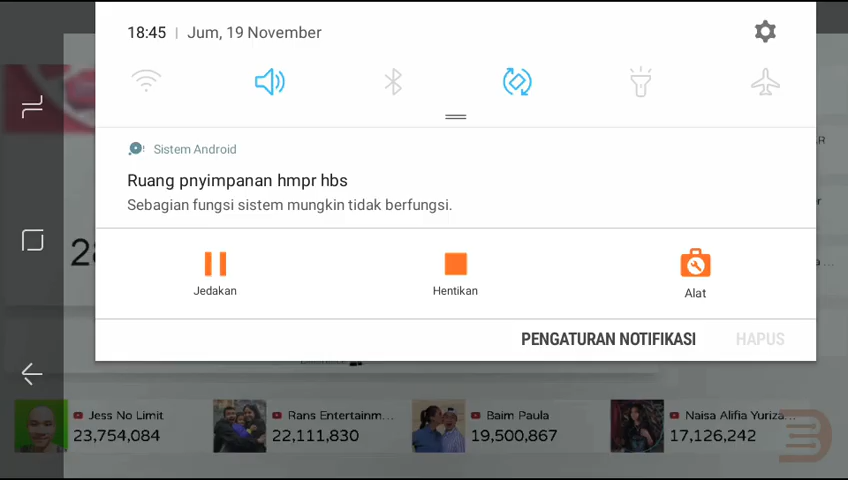 18:45 | Jum, 19 November
Sistem Android
Ruang pnyimpanan hmpr hbs
Sebagian fungsi sistem mungkin tidak berfungsi.
Jedakan
Hentikan
Alat
PENGATURAN NOTIFIKASI
HAPUS
Jess No Limit
23,754,084
Rans Entertainm...
22,111,830
Baim Paula
19,500,867
Naisa Alifia Yuriza...
17,126,242